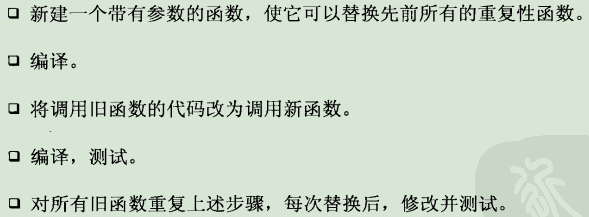 新建一个带有参数的函数，使它可以替换先前所有的重复性函数。
编译。
将调用旧函数的代码改为调用新函数。
编译，测试。
对所有旧函数重复上述步骤，每次替换后，修改并测试。